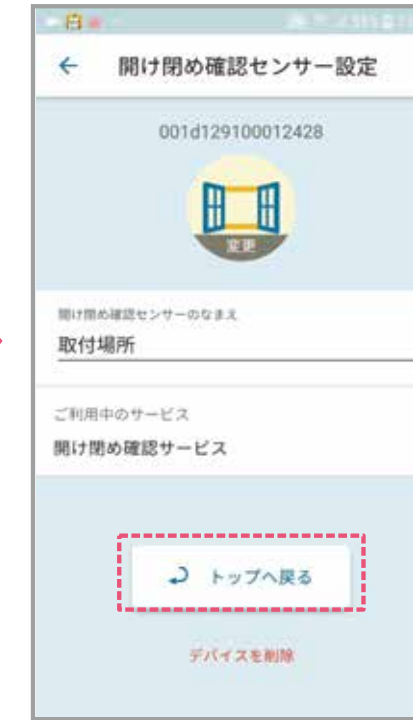 開け閉め確認センサー設定
001d129100012428
変更
開け閉め確認センサーのなまえ
取付場所
ご利用中のサービス
開け閉め確認サービス
トップへ戻る
デバイスを削除